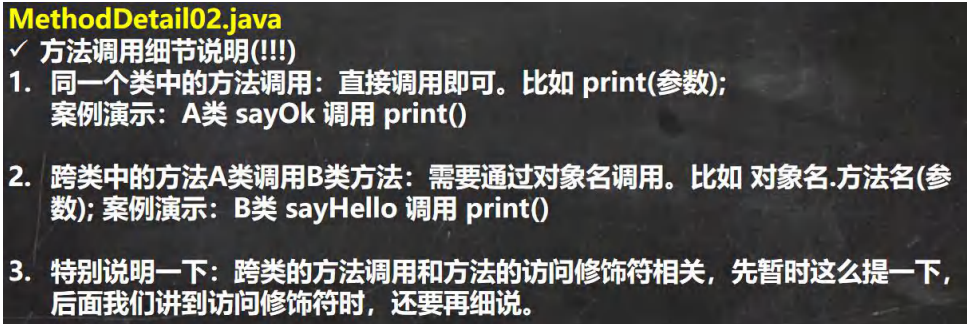 MethodDetail02.java
✓ 方法调用细节说明(!!!)
1. 同一个类中的方法调用：直接调用即可。比如 print(参数);
案例演示：A类 sayOk 调用 print()
2. 跨类中的方法A类调用B类方法：需要通过对象名调用。比如 对象名.方法名(参
数); 案例演示：B类 sayHello 调用 print()
3. 特别说明一下：跨类的方法调用和方法的访问修饰符相关，先暂时这么提一下，
后面我们讲到访问修饰符时，还要再细说。